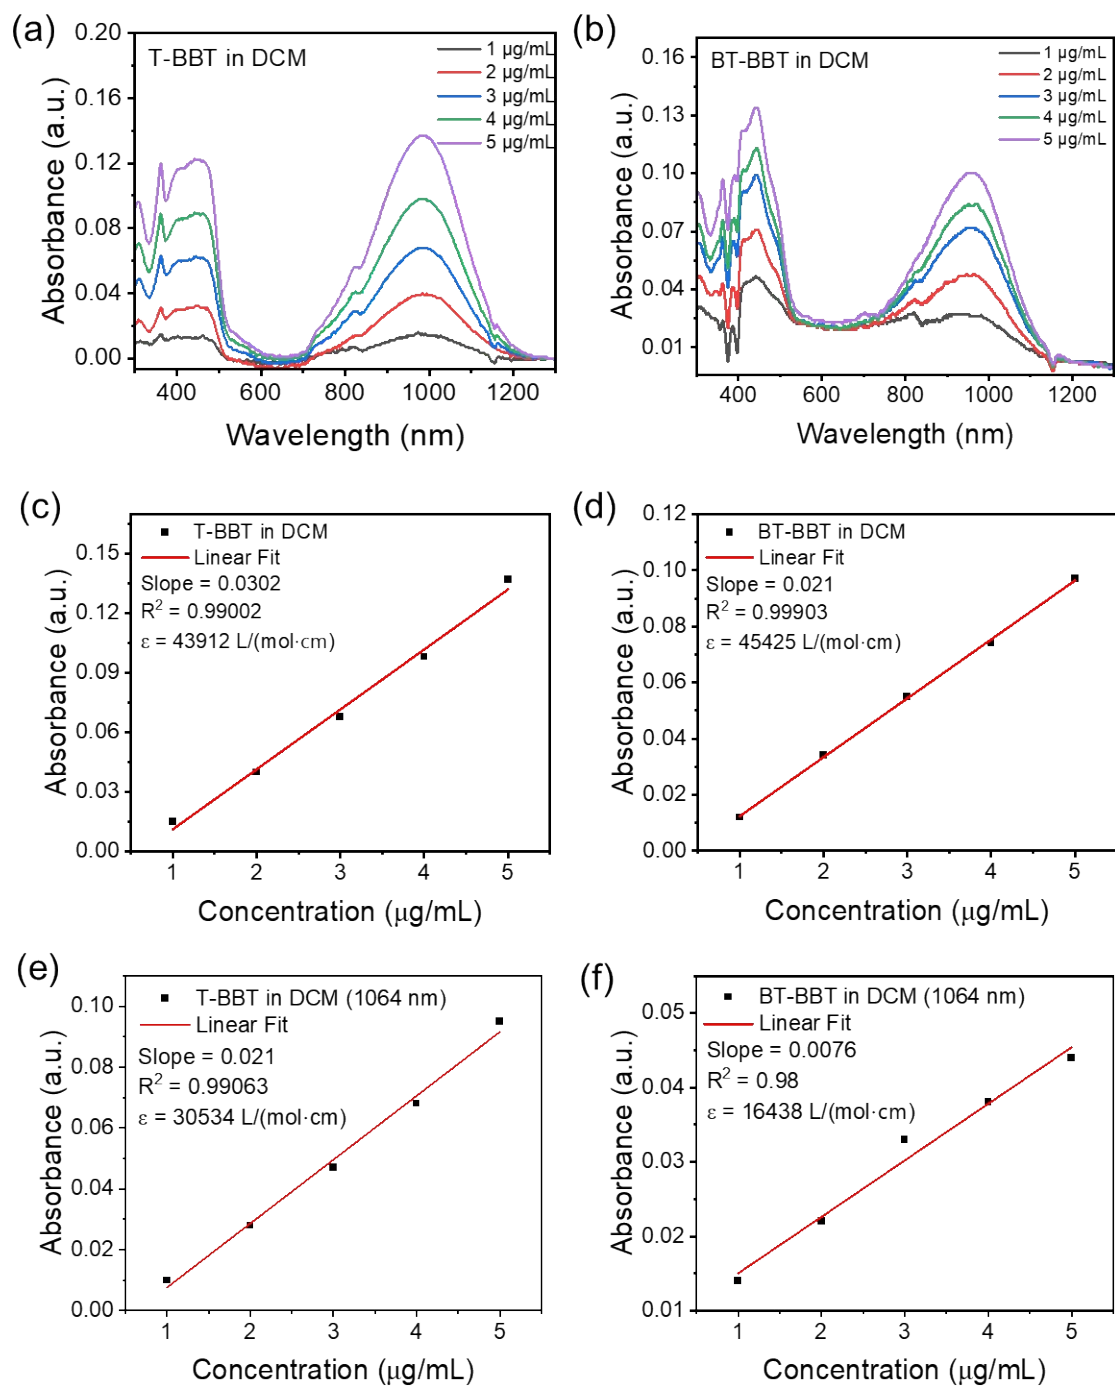 (a)
T-BBT in DCM
1 µg/mL
2 µg/mL
3 µg/mL
4 µg/mL
5 µg/mL
0.20
0.16
0.12
0.08
0.04
0.00
Absorbance (a.u.)
400 600 800 1000 1200
Wavelength (nm)
(b)
BT-BBT in DCM
1 µg/mL
2 µg/mL
3 µg/mL
4 µg/mL
5 µg/mL
0.16
0.13
0.10
0.07
0.04
0.01
Absorbance (a.u.)
400 600 800 1000 1200
Wavelength (nm)
(c)
T-BBT in DCM
Linear Fit
Slope = 0.0302
R² = 0.99002
ε = 43912 L/(mol·cm)
0.15
0.12
0.09
0.06
0.03
0.00
Absorbance (a.u.)
1 2 3 4 5
Concentration (µg/mL)
(d)
BT-BBT in DCM
Linear Fit
Slope = 0.021
R² = 0.99903
ε = 45425 L/(mol·cm)
0.12
0.10
0.08
0.06
0.04
0.02
0.00
Absorbance (a.u.)
1 2 3 4 5
Concentration (µg/mL)
(e)
T-BBT in DCM (1064 nm)
Linear Fit
Slope = 0.021
R² = 0.99063
ε = 30534 L/(mol·cm)
0.10
0.08
0.06
0.04
0.02
0.00
Absorbance (a.u.)
1 2 3 4 5
Concentration (µg/mL)
(f)
BT-BBT in DCM (1064 nm)
Linear Fit
Slope = 0.0076
R² = 0.98
ε = 16438 L/(mol·cm)
0.05
0.04
0.03
0.02
0.01
Absorbance (a.u.)
1 2 3 4 5
Concentration (µg/mL)